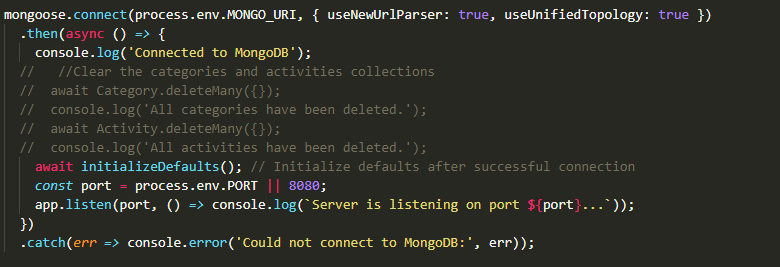 mongoose.connect(process.env.MONGO_URI, { useNewUrlParser: true, useUnifiedTopology: true })
  .then(async () => {
    console.log('Connected to MongoDB');
  //   //Clear the categories and activities collections
  //  await Category.deleteMany({});
  //  console.log('All categories have been deleted.');
  //  await Activity.deleteMany({});
  //  console.log('All activities have been deleted.');
    await initializeDefaults(); // Initialize defaults after successful connection
    const port = process.env.PORT || 8080;
    app.listen(port, () => console.log(`Server is listening on port ${port}...`));
  })
  .catch(err => console.error('Could not connect to MongoDB:', err));